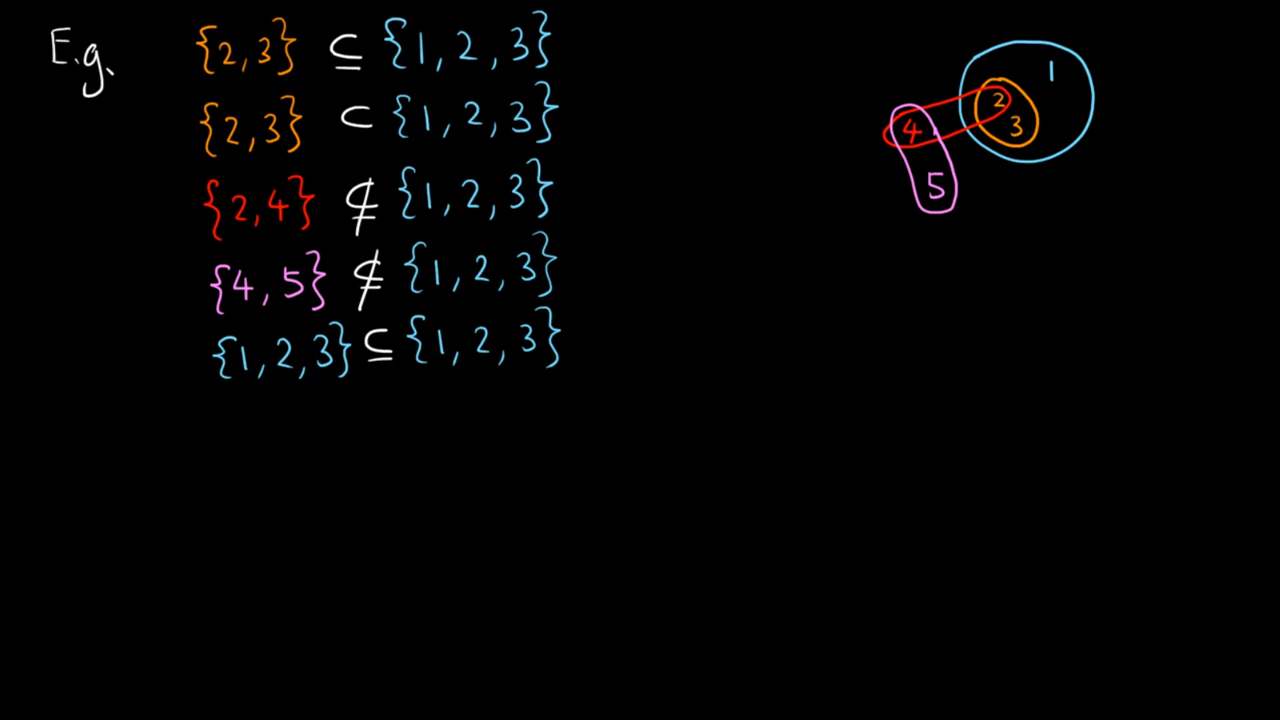 E.g. {2,3} ⊆ {1, 2, 3}
{2,3} ⊂ {1, 2, 3}
{2,4} ⊈ {1, 2, 3}
{4, 5} ⊈ {1, 2, 3}
{1, 2, 3} ⊆ {1, 2, 3}
1
2
4 3
5